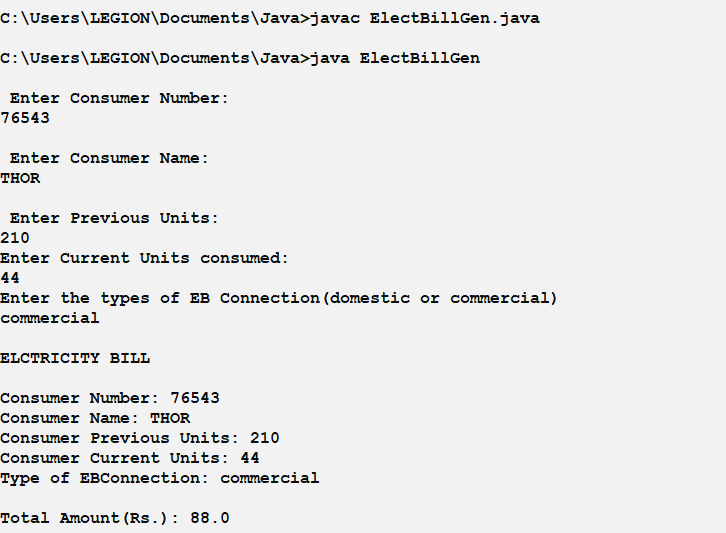 C:\Users\LEGION\Documents\Java>javac ElectBillGen.java
C:\Users\LEGION\Documents\Java>java ElectBillGen
Enter Consumer Number:
76543
Enter Consumer Name:
THOR
Enter Previous Units:
210
Enter Current Units consumed:
44
Enter the types of EB Connection(domestic or commercial)
commercial
ELCTRICITY BILL
Consumer Number: 76543
Consumer Name: THOR
Consumer Previous Units: 210
Consumer Current Units: 44
Type of EBConnection: commercial
Total Amount(Rs.): 88.0